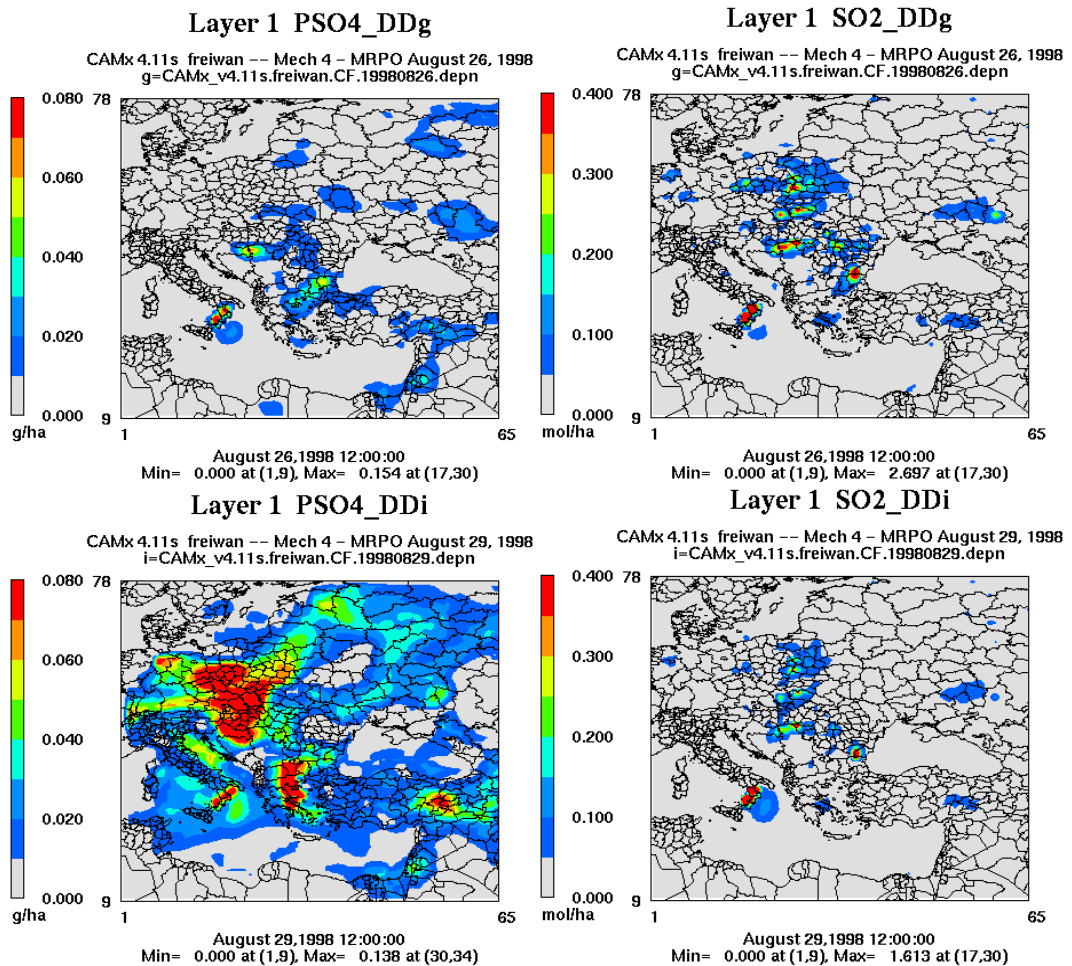 Layer 1 PSO4_DDg
CAMx 4.11s freiwan -- Mech 4 - MRPO August 26, 1998
g=CAMx_v4.11s.freiwan.CF.19980826.depn
0.080
0.060
0.040
0.020
0.000
g/ha
78
9
1
65
August 26,1998 12:00:00
Min= 0.000 at (1,9), Max= 0.154 at (17,30)
Layer 1 SO2_DDg
CAMx 4.11s freiwan -- Mech 4 - MRPO August 26, 1998
g=CAMx_v4.11s.freiwan.CF.19980826.depn
0.400
0.300
0.200
0.100
0.000
mol/ha
78
9
1
65
August 26,1998 12:00:00
Min= 0.000 at (1,9), Max= 2.697 at (17,30)
Layer 1 PSO4_DDi
CAMx 4.11s freiwan -- Mech 4 - MRPO August 29, 1998
i=CAMx_v4.11s.freiwan.CF.19980829.depn
0.080
0.060
0.040
0.020
0.000
g/ha
78
9
1
65
August 29,1998 12:00:00
Min= 0.000 at (1,9), Max= 0.138 at (30,34)
Layer 1 SO2_DDi
CAMx 4.11s freiwan -- Mech 4 - MRPO August 29, 1998
i=CAMx_v4.11s.freiwan.CF.19980829.depn
0.400
0.300
0.200
0.100
0.000
mol/ha
78
9
1
65
August 29,1998 12:00:00
Min= 0.000 at (1,9), Max= 1.613 at (17,30)